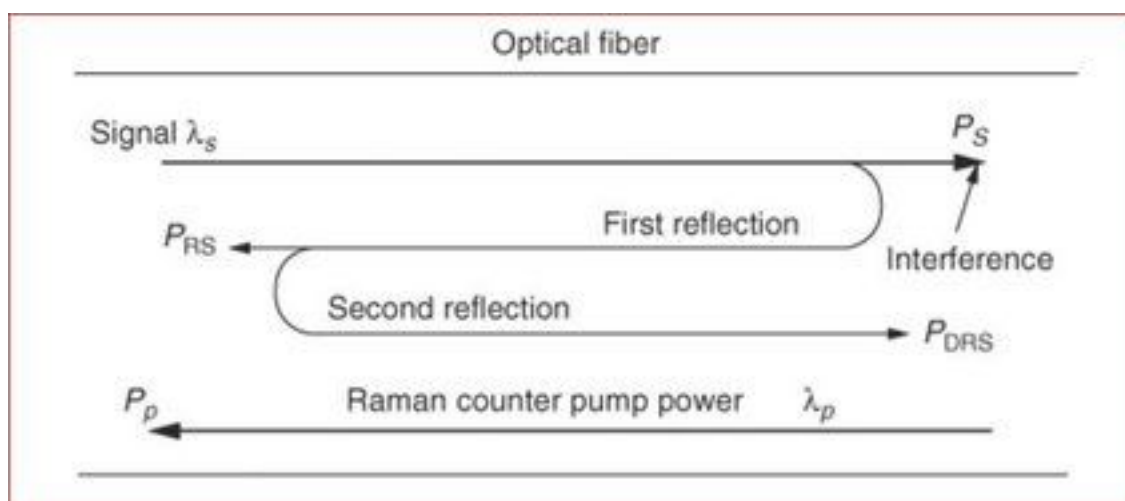 Optical fiber
Signal λs
PS
First reflection
PRS
Interference
Second reflection
PDRS
Pp
Raman counter pump power λp